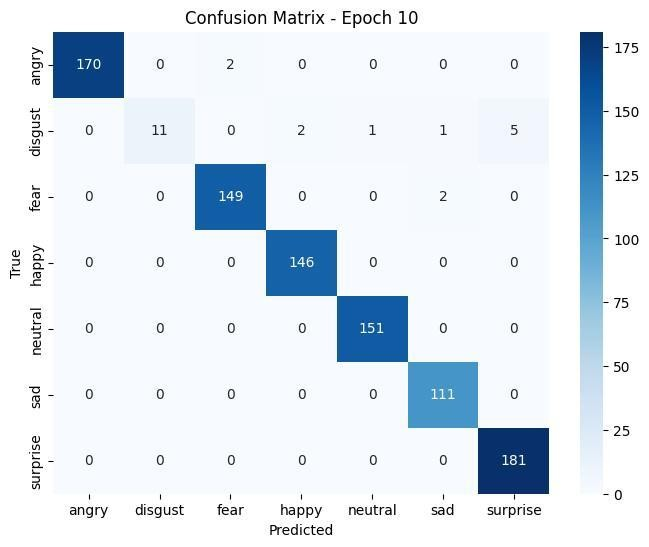 Confusion Matrix - Epoch 10
angry 170 0 2 0 0 0 0
disgust 0 11 0 2 1 1 5
fear 0 0 149 0 0 2 0
happy 0 0 0 146 0 0 0
neutral 0 0 0 0 151 0 0
sad 0 0 0 0 0 111 0
surprise 0 0 0 0 0 0 181
angry disgust fear happy neutral sad surprise
Predicted
True
175
150
125
100
75
50
25
0